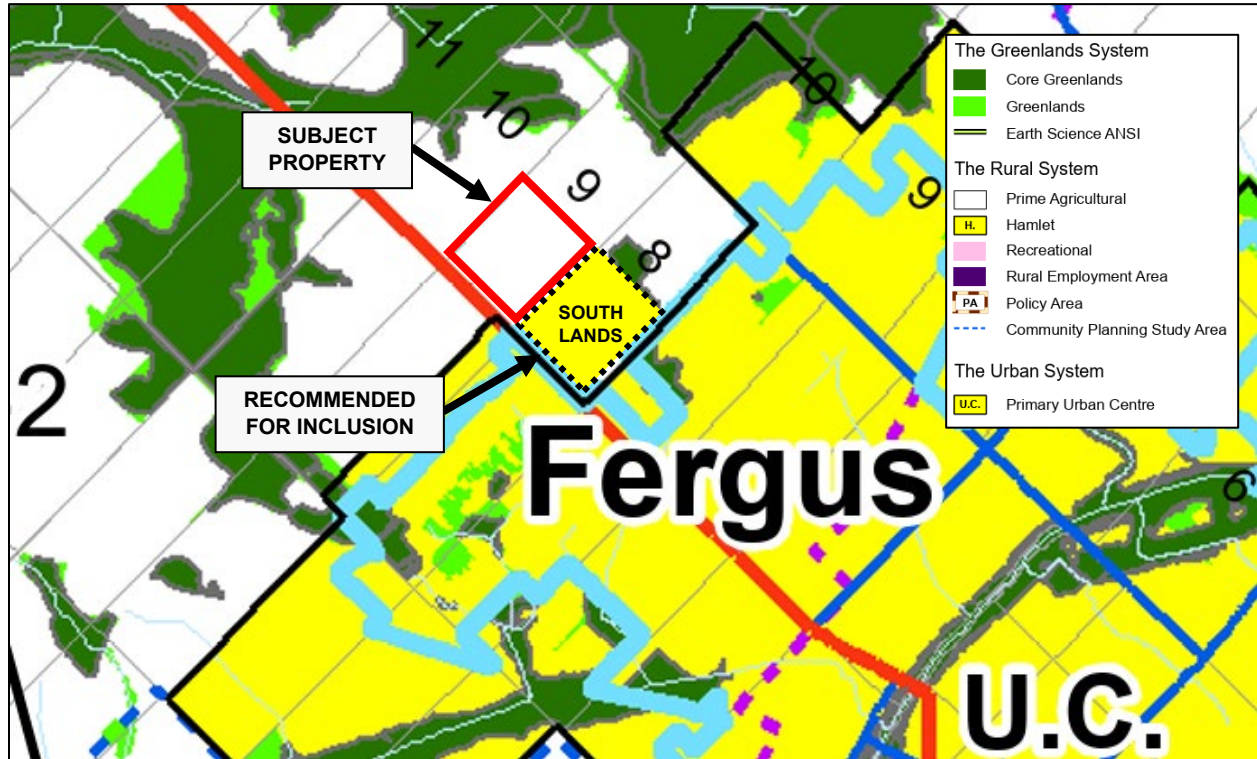 11
10
10
9
9
8
6
2
SUBJECT
PROPERTY
SOUTH
LANDS
RECOMMENDED
FOR INCLUSION
Fergus
U.C.
The Greenlands System
Core Greenlands
Greenlands
Earth Science ANSI
The Rural System
Prime Agricultural
H. Hamlet
Recreational
Rural Employment Area
PA Policy Area
Community Planning Study Area
The Urban System
U.C. Primary Urban Centre